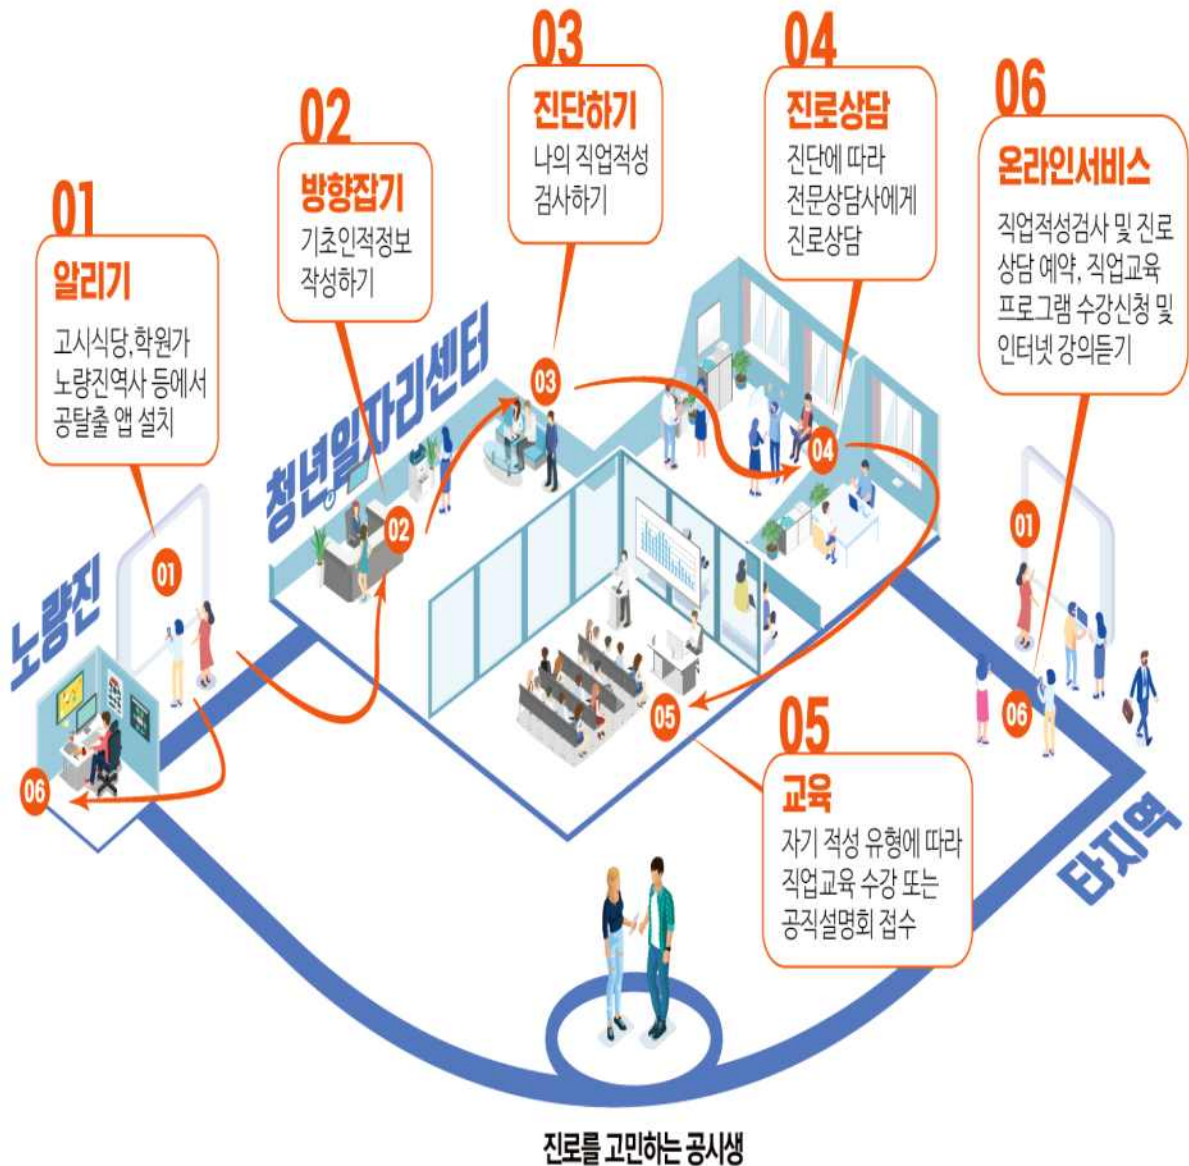 01
알리기
고시식당,학원가
노량진역사 등에서
공탈출 앱 설치
02
방향잡기
기초인적정보
작성하기
03
진단하기
나의 직업적성
검사하기
04
진로상담
진단에 따라
전문상담사에게
진로상담
06
온라인서비스
직업적성검사 및 진로
상담 예약, 직업교육
프로그램 수강신청 및
인터넷 강의듣기
청년일자리센터
노량진
01
02
03
04
01
06
05
06
05
교육
자기 적성 유형에 따라
직업교육 수강 또는
공직설명회 접수
타지역
진로를 고민하는 공시생